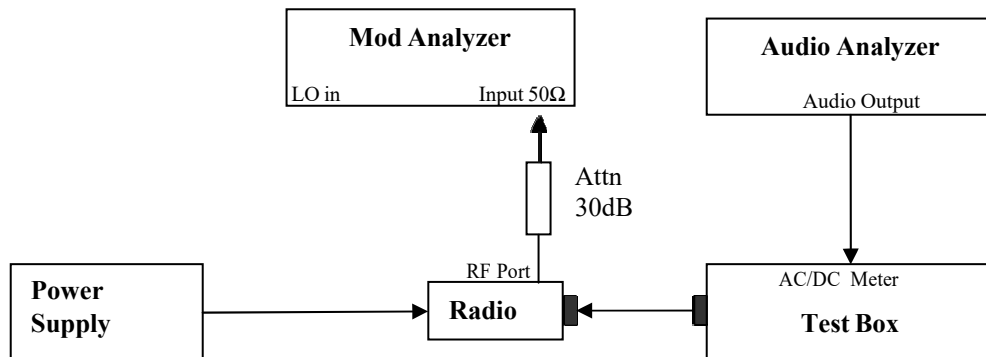 Mod Analyzer
LO in
Input 50Ω
Audio Analyzer
Audio Output
Attn
30dB
RF Port
Power
Supply
Radio
AC/DC Meter
Test Box